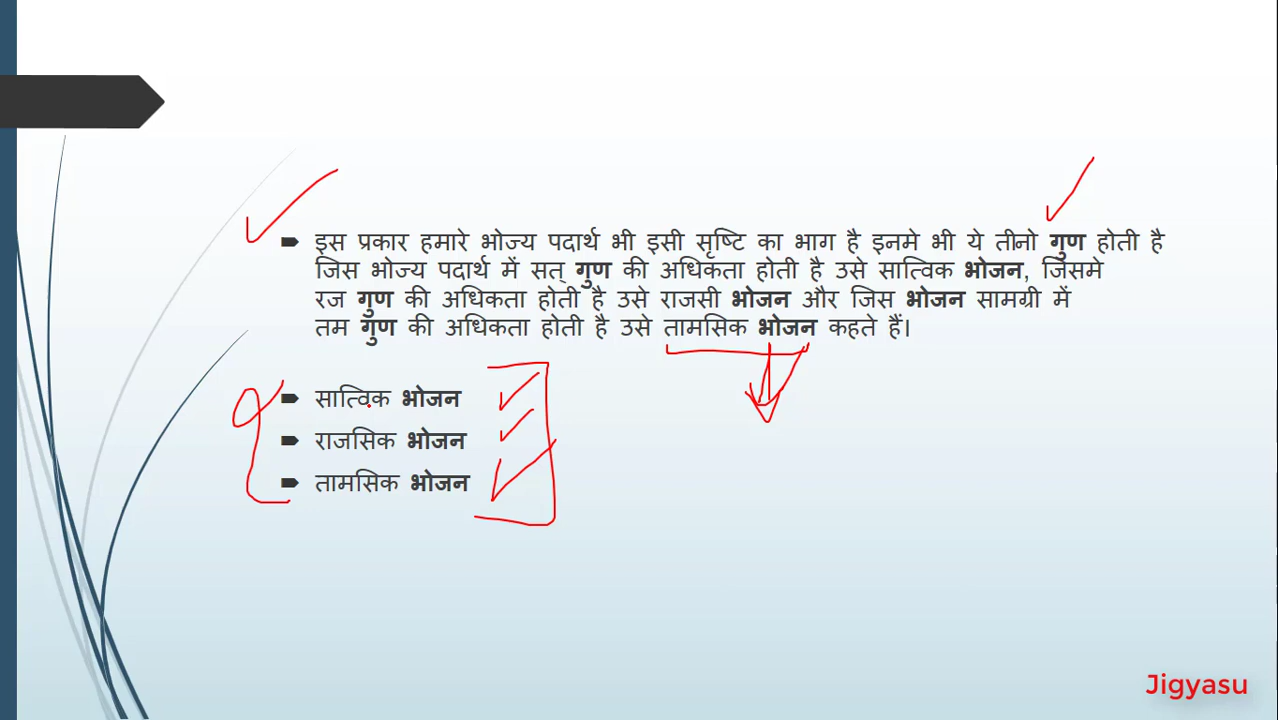 इस प्रकार हमारे भोज्य पदार्थ भी इसी सृष्टि का भाग है इनमे भी ये तीनो गुण होती है
जिस भोज्य पदार्थ में सत् गुण की अधिकता होती है उसे सात्विक भोजन, जिसमे
रज गुण की अधिकता होती है उसे राजसी भोजन और जिस भोजन सामग्री में
तम गुण की अधिकता होती है उसे तामसिक भोजन कहते हैं।
सात्विक भोजन
राजसिक भोजन
तामसिक भोजन
Jigyasu